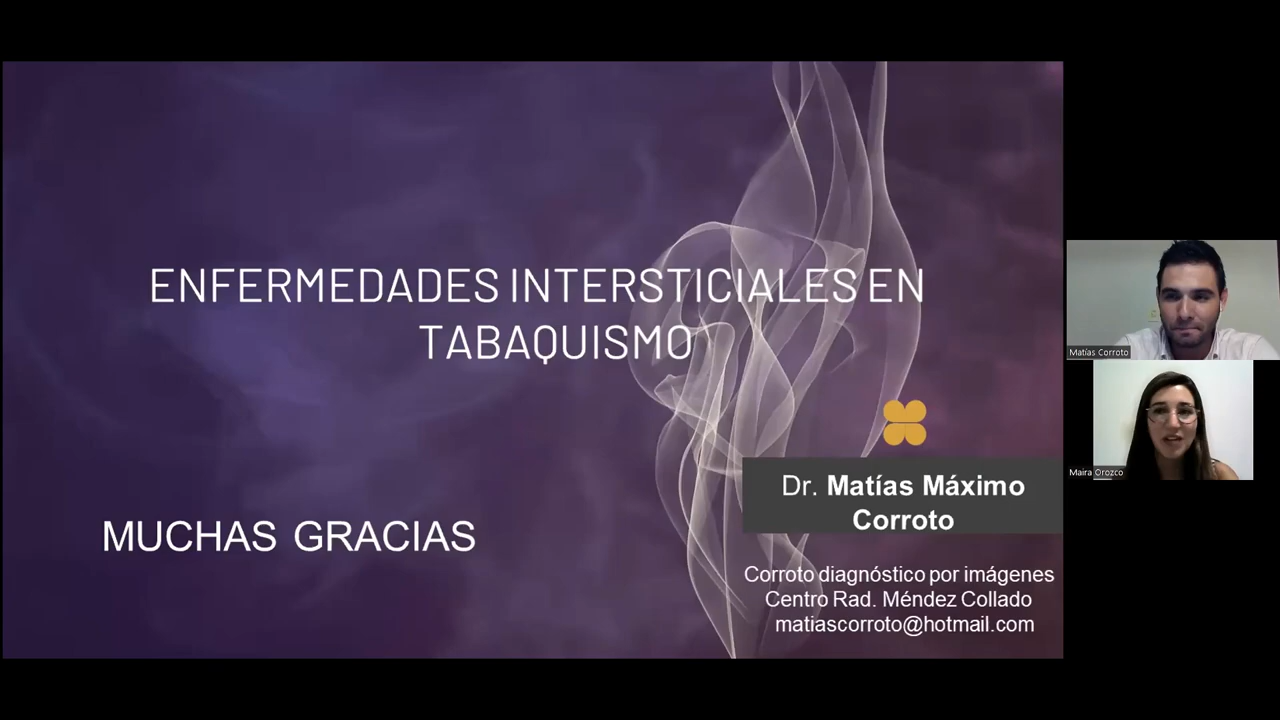 ENFERMEDADES INTERSTICIALES EN
TABAQUISMO
MUCHAS GRACIAS
Dr. Matías Máximo
Corroto
Corroto diagnóstico por imágenes
Centro Rad. Méndez Collado
matiascorroto@hotmail.com
Matías Corroto
Maira Orozco